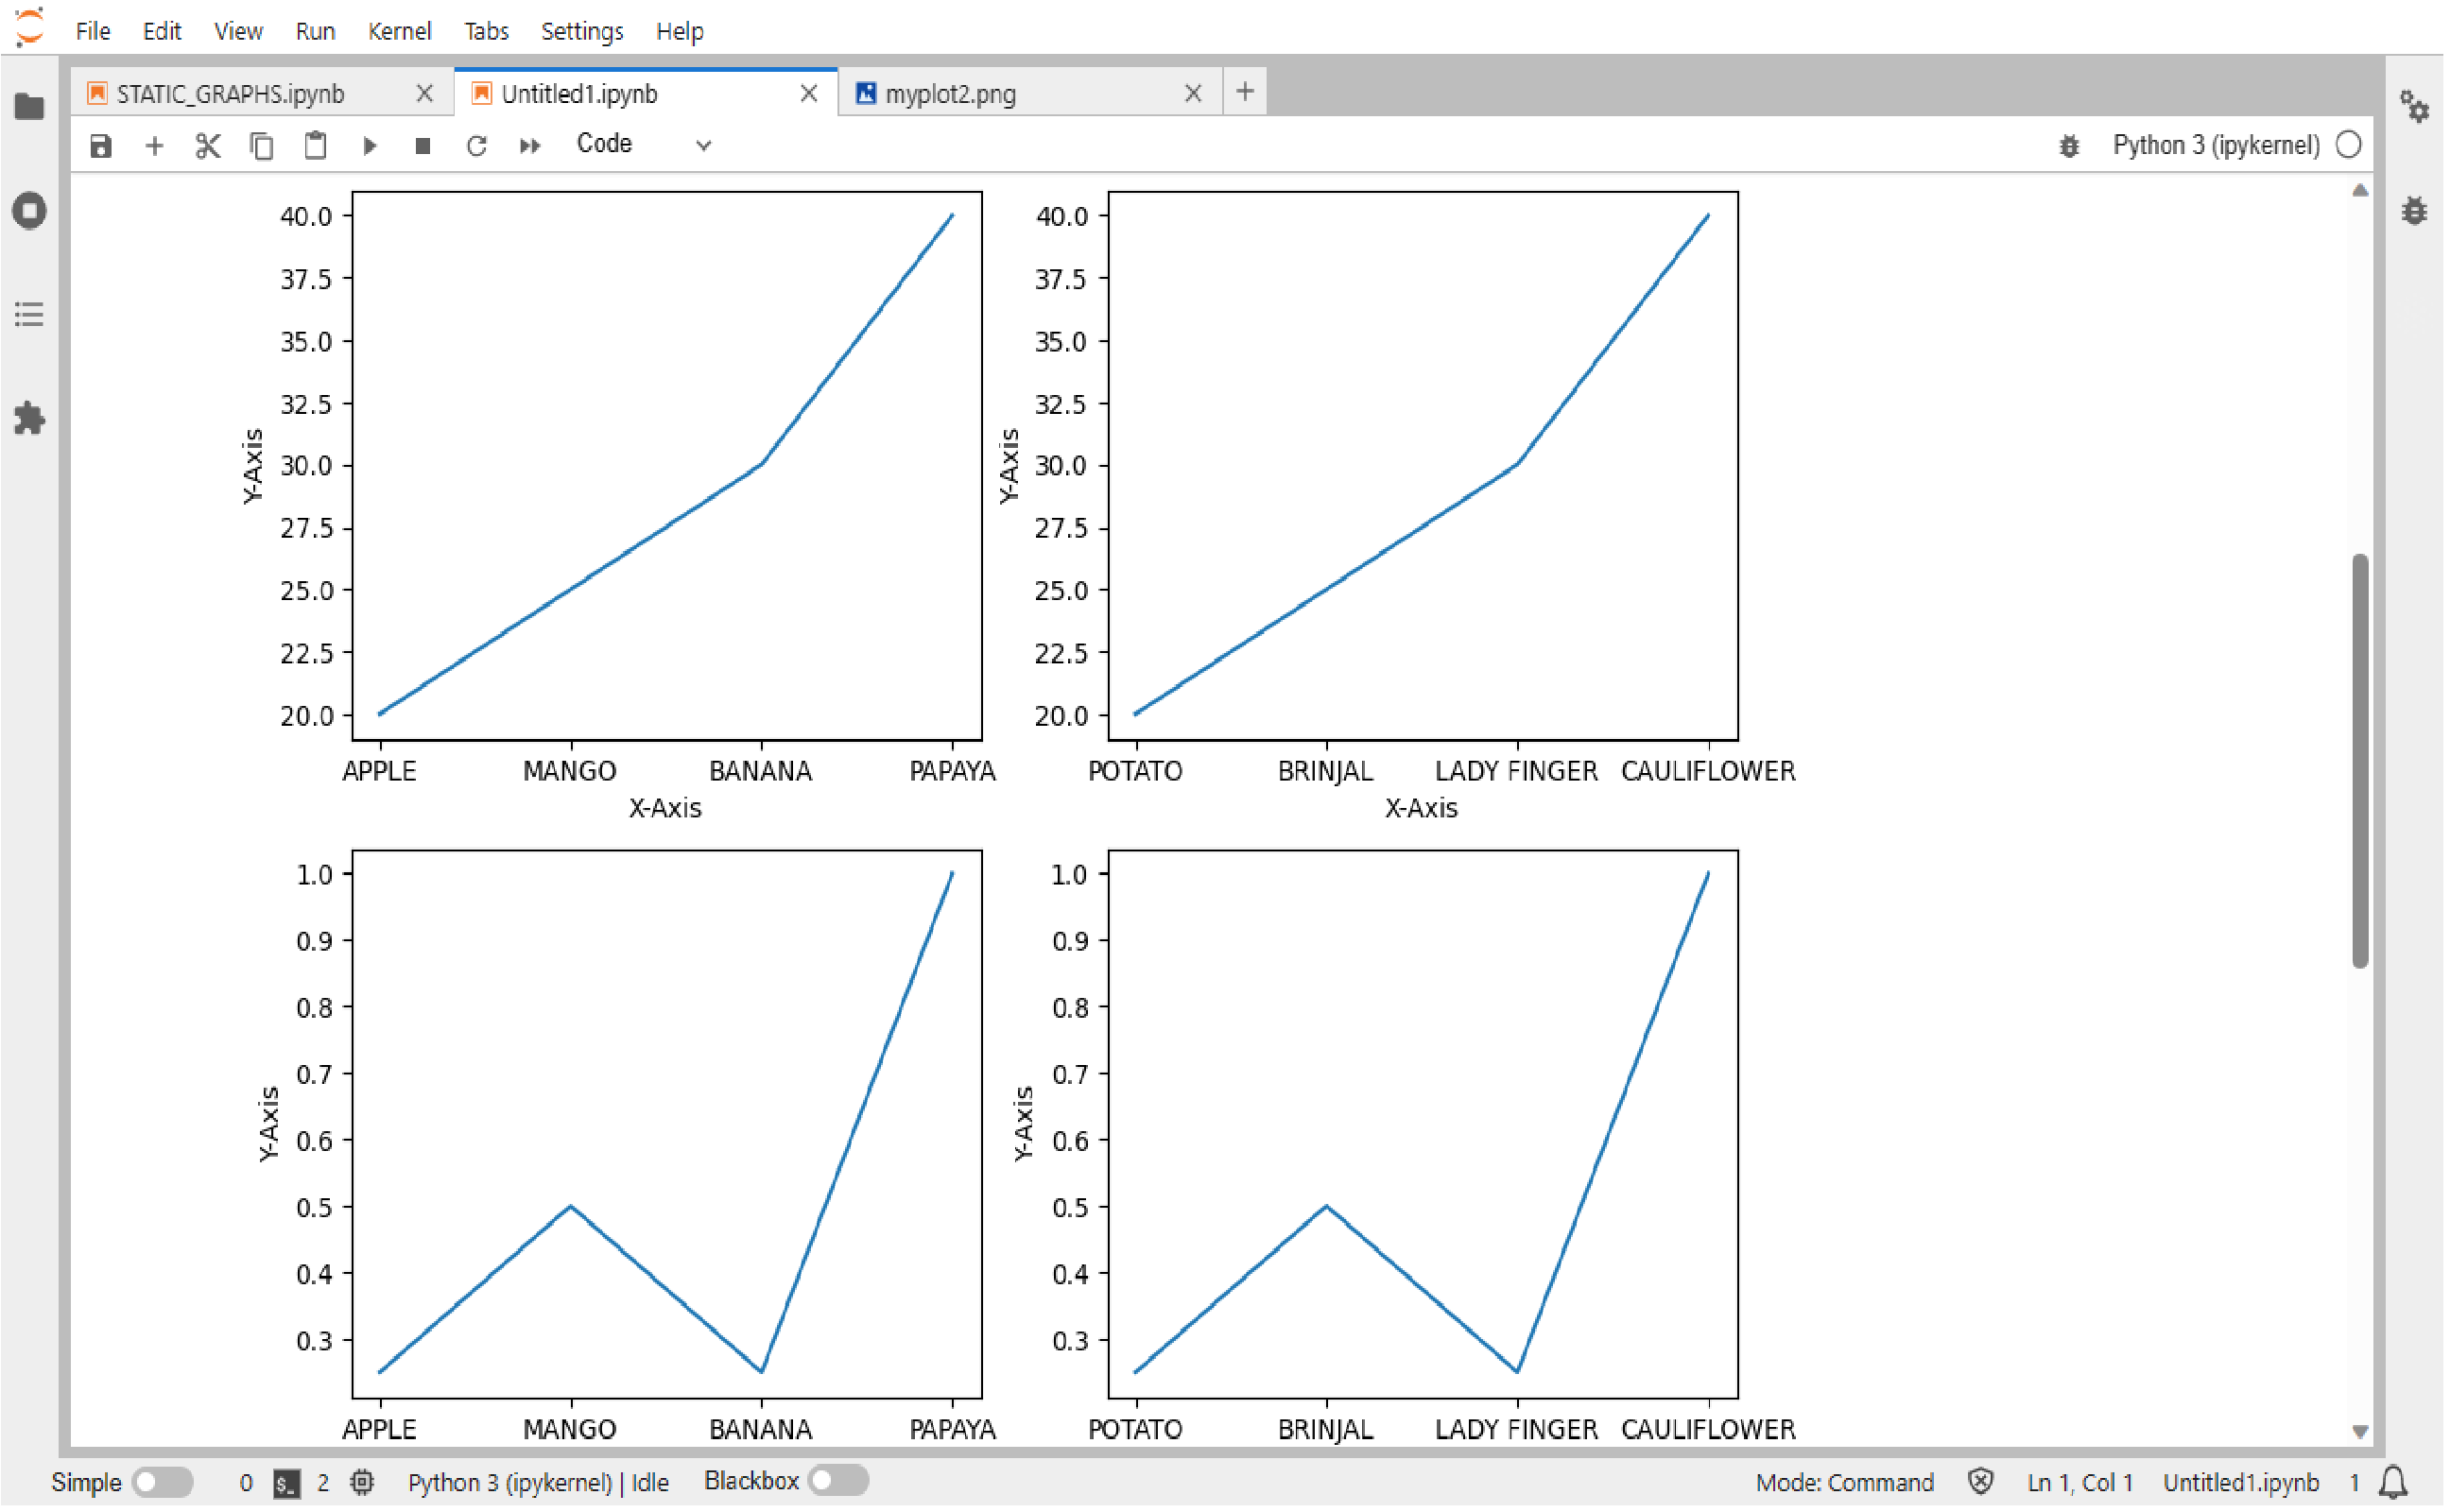 File Edit View Run Kernel Tabs Settings Help
STATIC_GRAPHS.ipynb Untitled1.ipynb myplot2.png
Code Python 3 (ipykernel)
40.0
37.5
35.0
32.5
30.0
27.5
25.0
22.5
20.0
Y-Axis
APPLE MANGO BANANA PAPAYA
X-Axis
40.0
37.5
35.0
32.5
30.0
27.5
25.0
22.5
20.0
Y-Axis
POTATO BRINJAL LADY FINGER CAULIFLOWER
X-Axis
1.0
0.9
0.8
0.7
0.6
0.5
0.4
0.3
Y-Axis
APPLE MANGO BANANA PAPAYA
1.0
0.9
0.8
0.7
0.6
0.5
0.4
0.3
Y-Axis
POTATO BRINJAL LADY FINGER CAULIFLOWER
Simple 0 $_ 2 Python 3 (ipykernel) | Idle Blackbox Mode: Command Ln 1, Col 1 Untitled1.ipynb 1